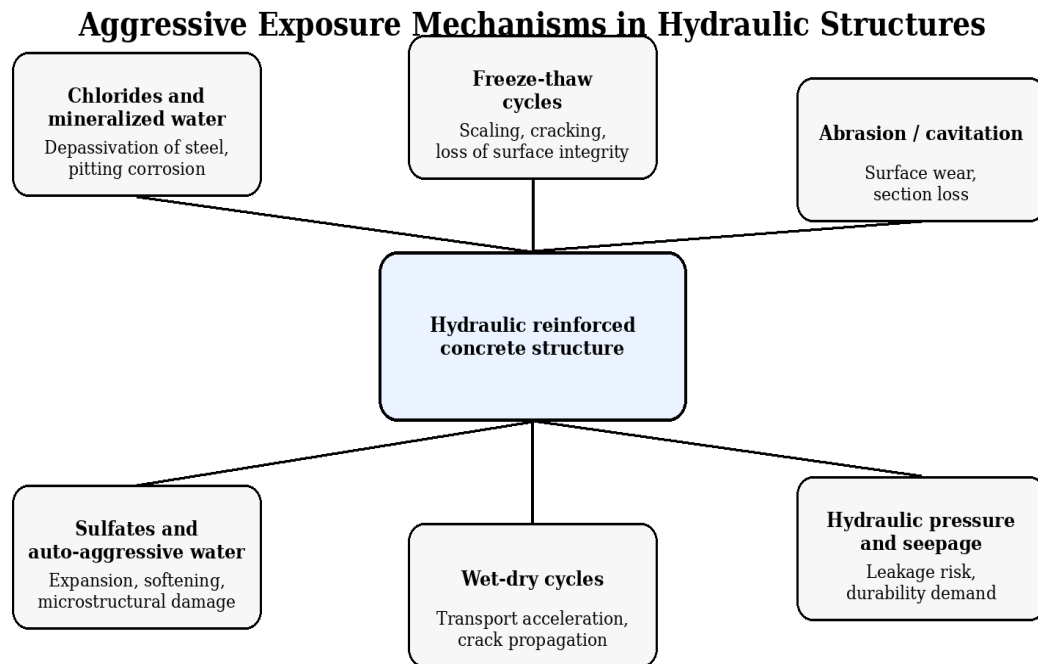 Aggressive Exposure Mechanisms in Hydraulic Structures
Chlorides and
mineralized water
Depassivation of steel,
pitting corrosion
Freeze-thaw
cycles
Scaling, cracking,
loss of surface integrity
Abrasion / cavitation
Surface wear,
section loss
Hydraulic reinforced
concrete structure
Sulfates and
auto-aggressive water
Expansion, softening,
microstructural damage
Wet-dry cycles
Transport acceleration,
crack propagation
Hydraulic pressure
and seepage
Leakage risk,
durability demand